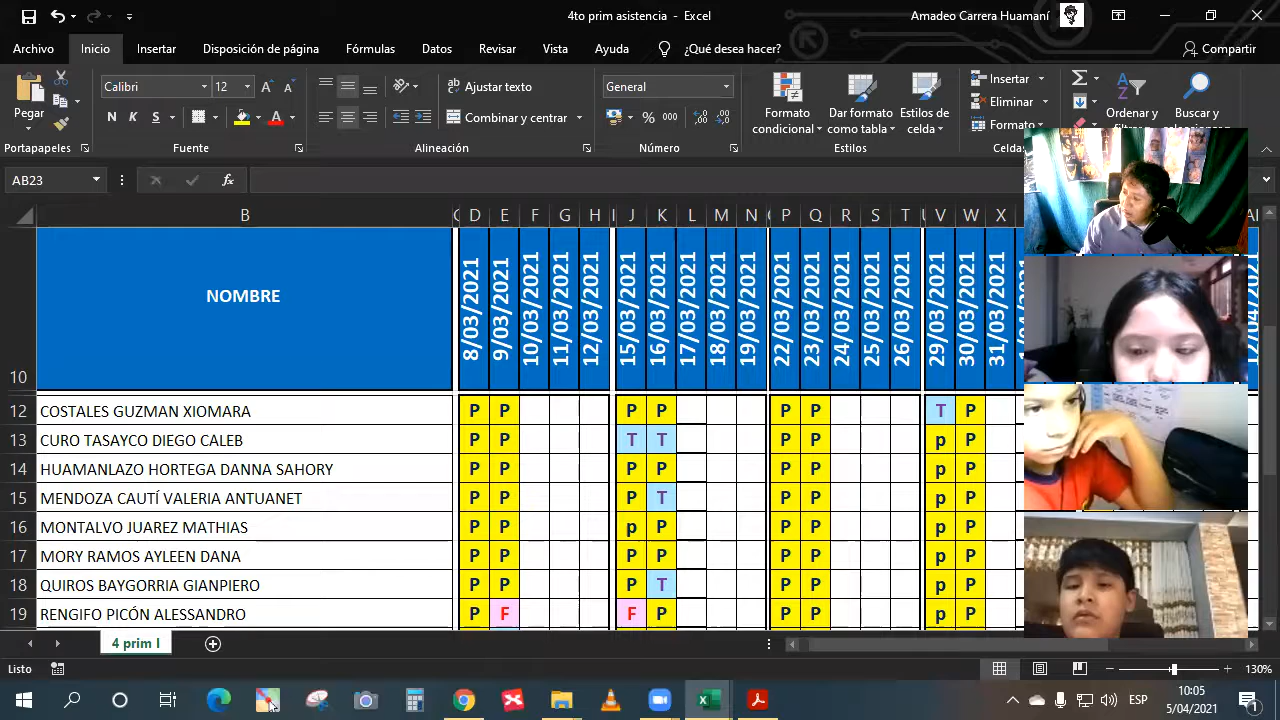 4to prim asistencia - Excel
Amadeo Carrera Huamaní
Archivo Inicio Insertar Disposición de página Fórmulas Datos Revisar Vista Ayuda ¿Qué desea hacer? Compartir
Calibri 12 Ajustar texto General Insertar
Pegar N K S Combinar y centrar % 000 Formato condicional Dar formato como tabla Estilos de celda Eliminar Formato Ordenar y Buscar y
Portapapeles Fuente Alineación Número Estilos Celdas
AB23 fx
B D E F G H I J K L M N P Q R S T V W X
10 NOMBRE 8/03/2021 9/03/2021 10/03/2021 11/03/2021 12/03/2021 15/03/2021 16/03/2021 17/03/2021 18/03/2021 19/03/2021 22/03/2021 23/03/2021 24/03/2021 25/03/2021 26/03/2021 29/03/2021 30/03/2021 31/03/2021
12 COSTALES GUZMAN XIOMARA P P P P P P T P
13 CURO TASAYCO DIEGO CALEB P P T T P P p P
14 HUAMANLAZO HORTEGA DANNA SAHORY P P P P P P p P
15 MENDOZA CAUTÍ VALERIA ANTUANET P P P T P P p P
16 MONTALVO JUAREZ MATHIAS P P p P P P p P
17 MORY RAMOS AYLEEN DANA P P P P P P p P
18 QUIROS BAYGORRIA GIANPIERO P P P T P P p P
19 RENGIFO PICÓN ALESSANDRO P F F P P P p P
4 prim I
Listo 130%
ESP 10:05
5/04/2021